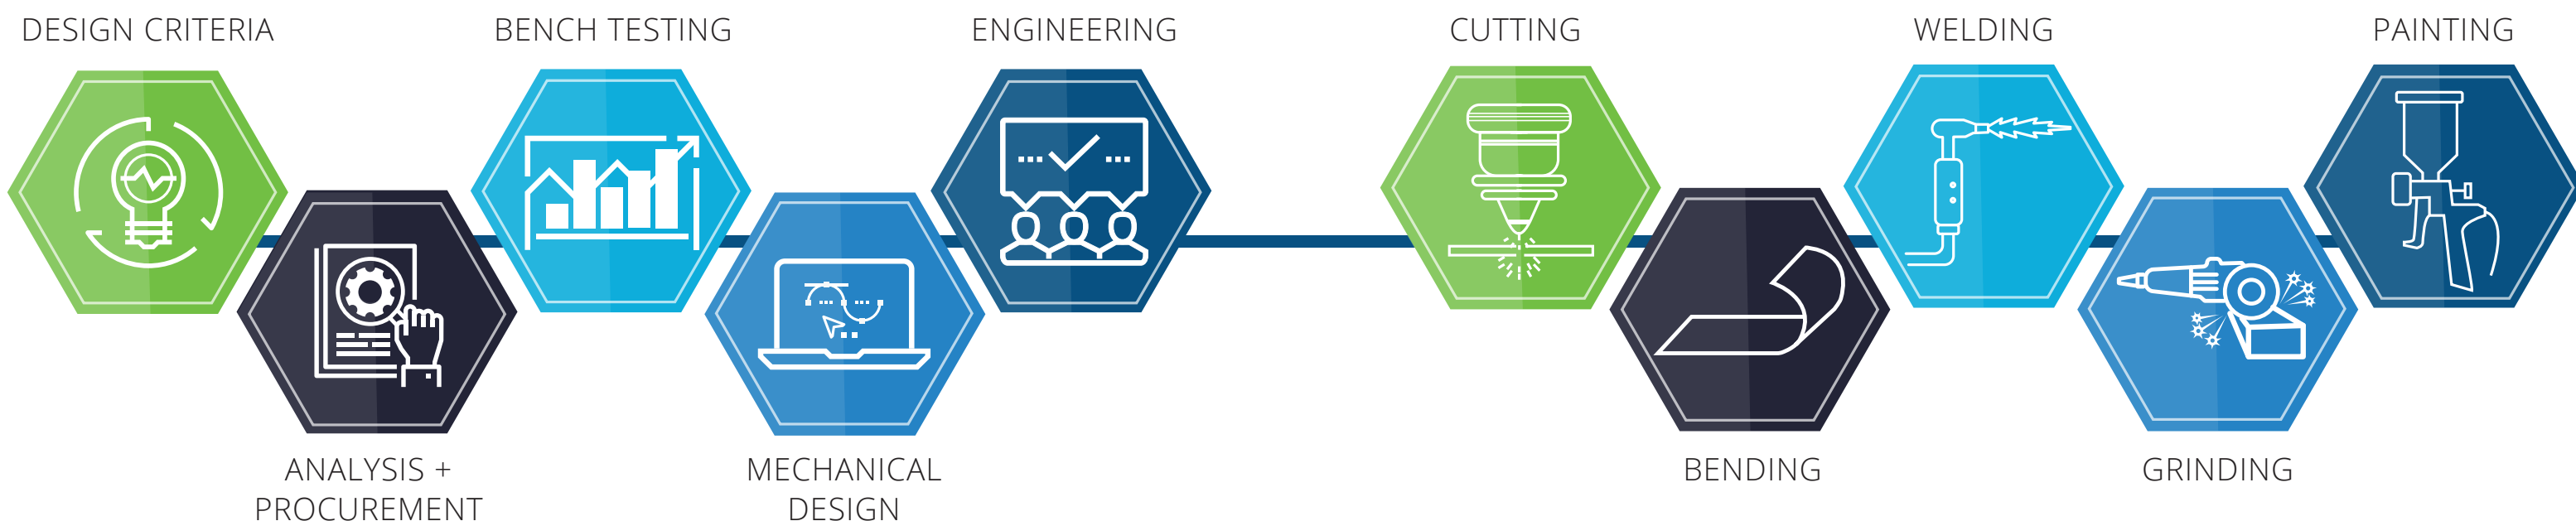 DESIGN CRITERIA
BENCH TESTING
ENGINEERING
CUTTING
WELDING
PAINTING
ANALYSIS +
PROCUREMENT
MECHANICAL
DESIGN
BENDING
GRINDING